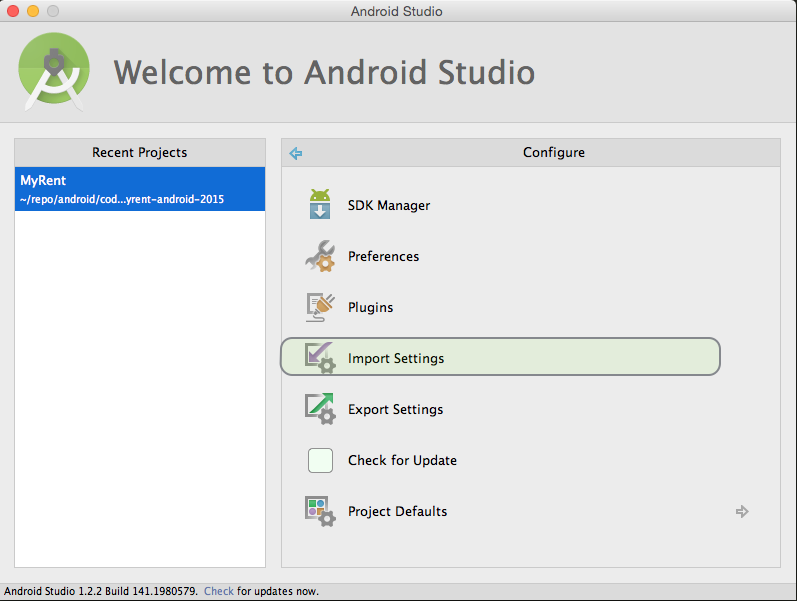 Android Studio
Welcome to Android Studio
Recent Projects
MyRent
~/repo/android/cod...yrent-android-2015
Configure
SDK Manager
Preferences
Plugins
Import Settings
Export Settings
Check for Update
Project Defaults
Android Studio 1.2.2 Build 141.1980579. Check for updates now.